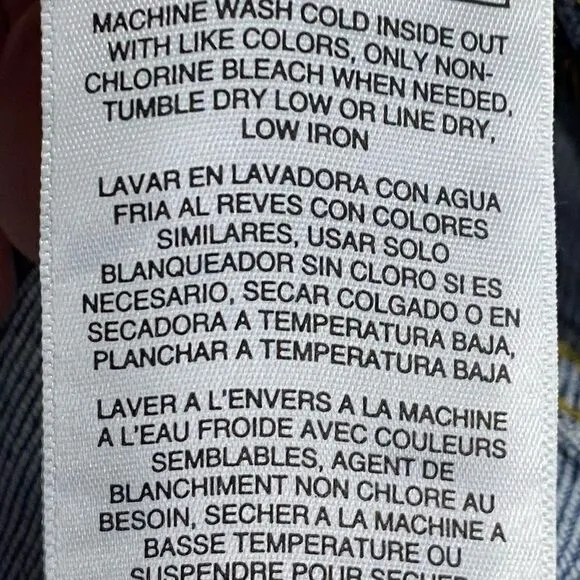 MACHINE WASH COLD INSIDE OUT
WITH LIKE COLORS, ONLY NON-
CHLORINE BLEACH WHEN NEEDED,
TUMBLE DRY LOW OR LINE DRY,
LOW IRON
LAVAR EN LAVADORA CON AGUA
FRIA AL REVES CON COLORES
SIMILARES, USAR SOLO
BLANQUEADOR SIN CLORO SI ES
NECESARIO, SECAR COLGADO O EN
SECADORA A TEMPERATURA BAJA,
PLANCHAR A TEMPERATURA BAJA
LAVER A L'ENVERS A LA MACHINE
A L'EAU FROIDE AVEC COULEURS
SEMBLABLES, AGENT DE
BLANCHIMENT NON CHLORE AU
BESOIN, SECHER A LA MACHINE A
BASSE TEMPERATURE OU
SUSPENDRE POUR